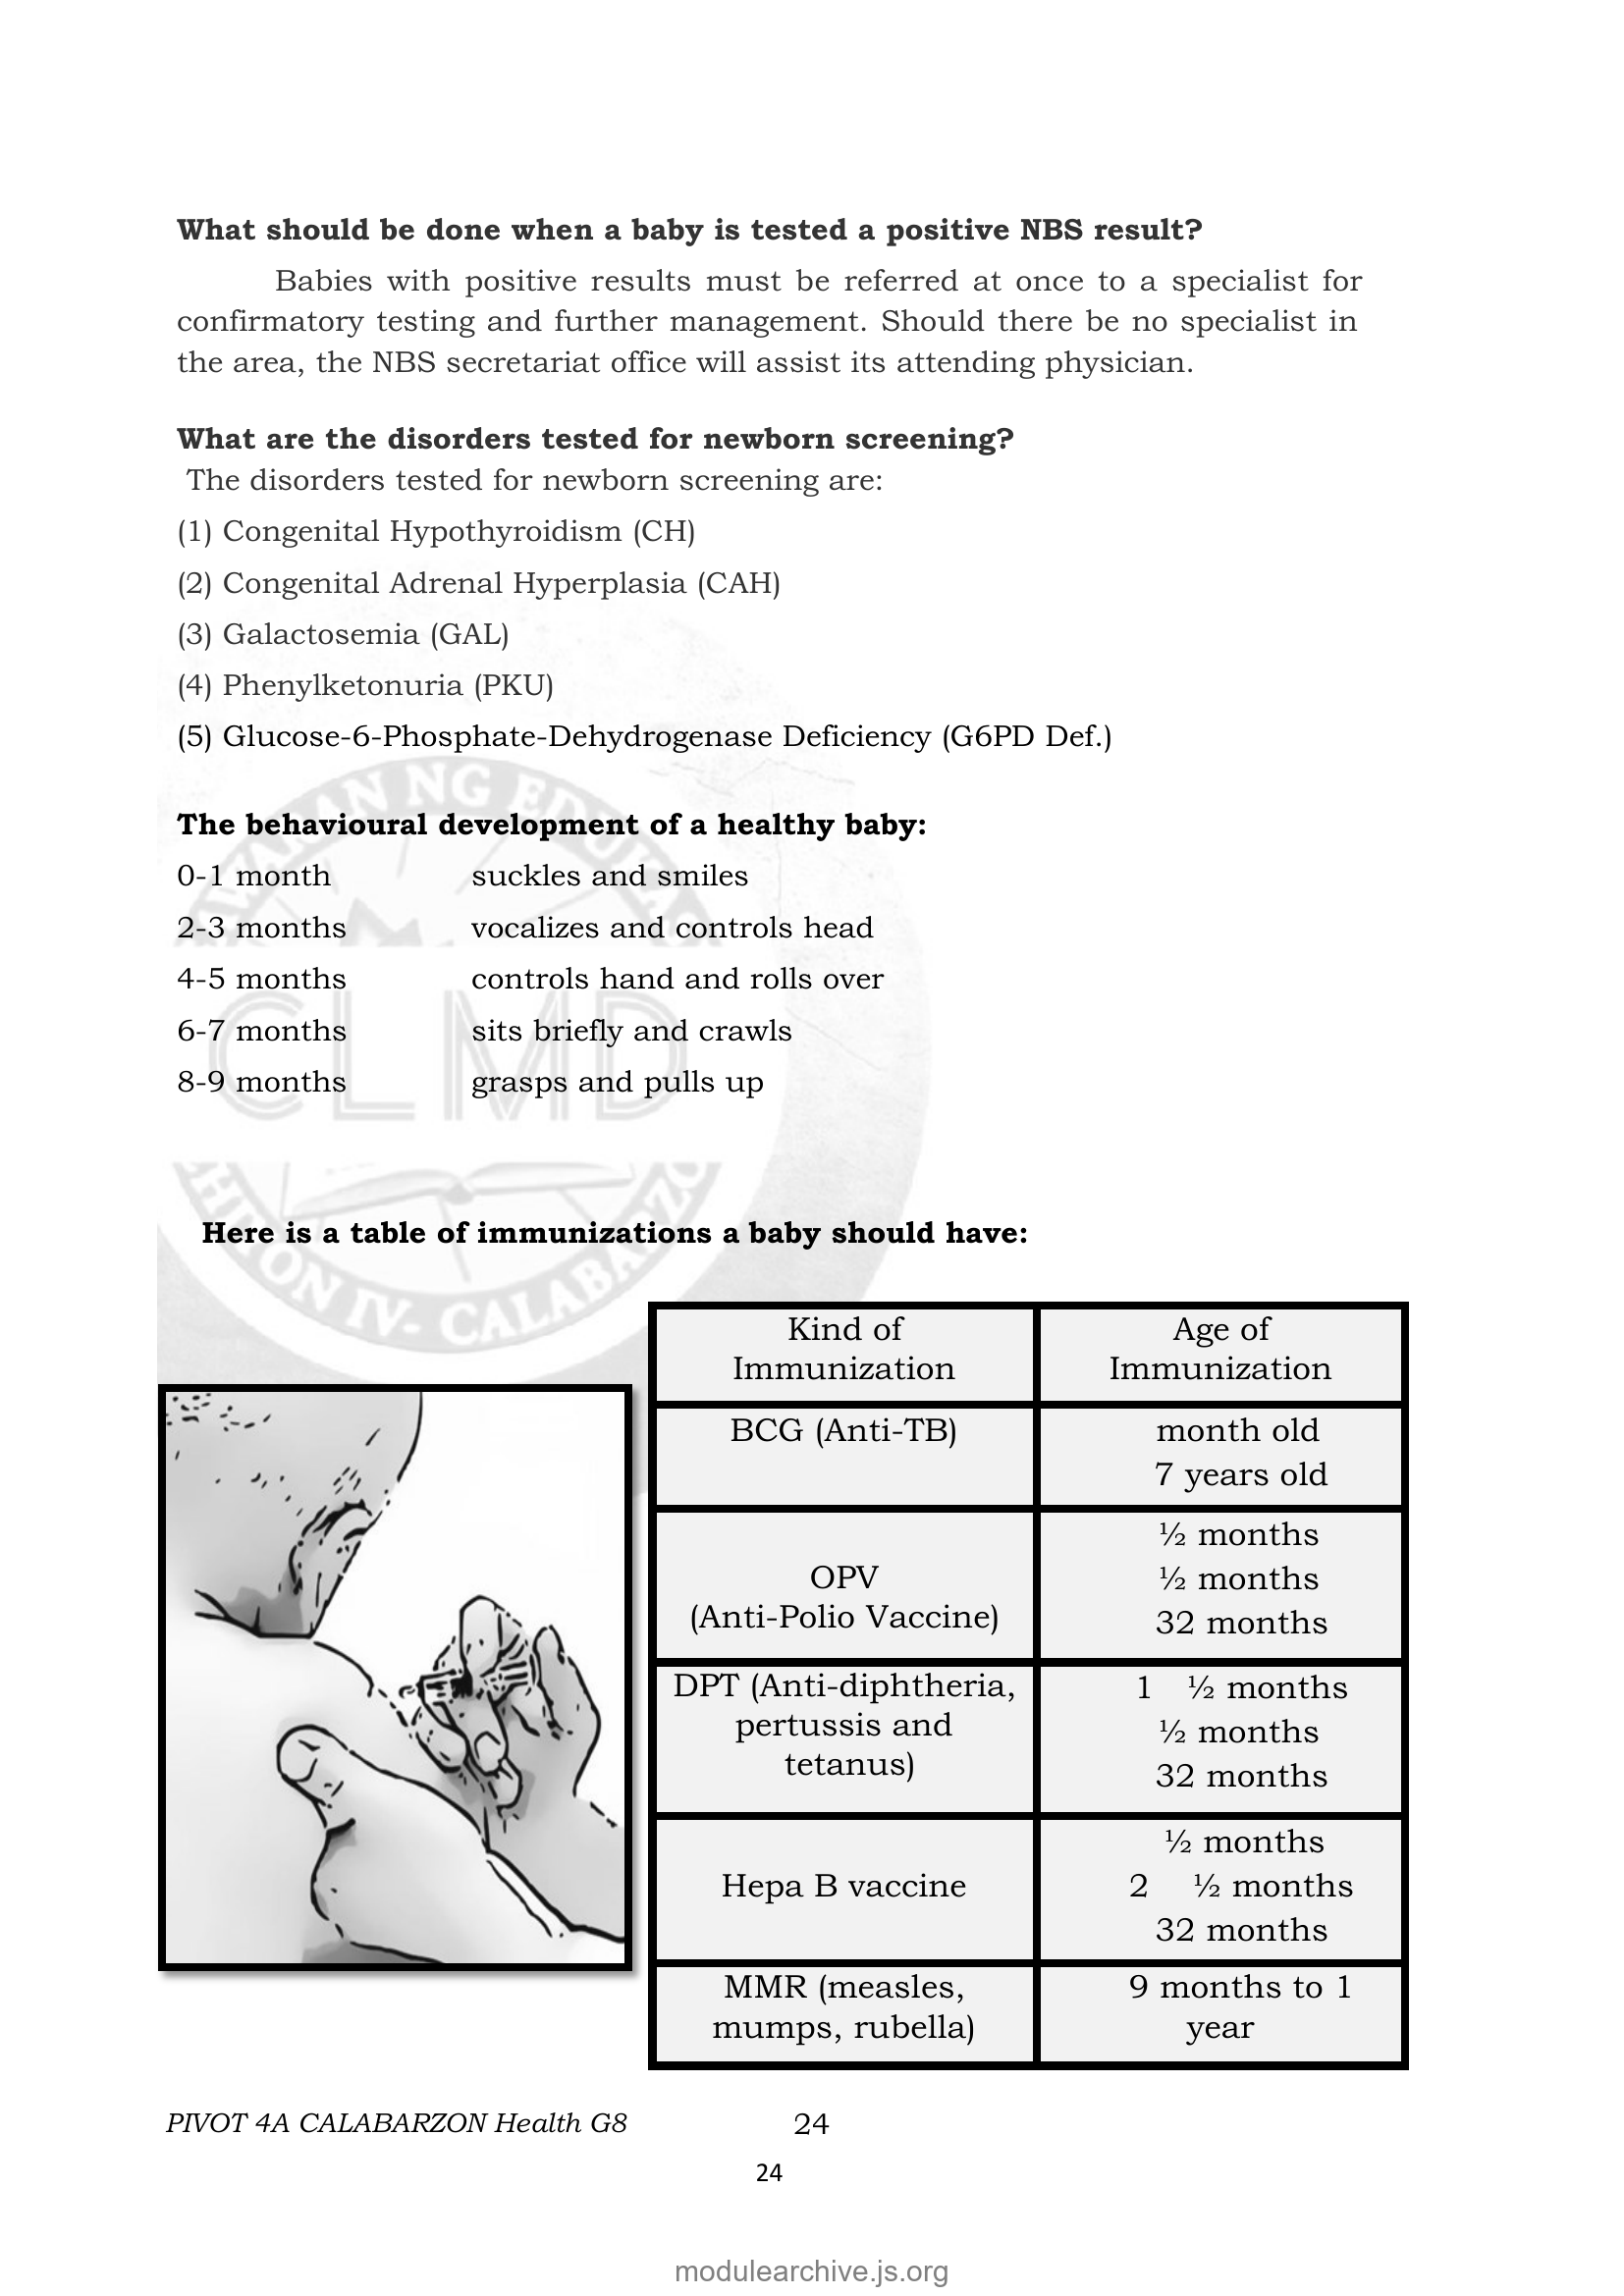 What should be done when a baby is tested a positive NBS result?
Babies with positive results must be referred at once to a specialist for
confirmatory testing and further management. Should there be no specialist in
the area, the NBS secretariat office will assist its attending physician.
What are the disorders tested for newborn screening?
The disorders tested for newborn screening are:
(1) Congenital Hypothyroidism (CH)
(2) Congenital Adrenal Hyperplasia (CAH)
(3) Galactosemia (GAL)
(4) Phenylketonuria (PKU)
(5) Glucose-6-Phosphate-Dehydrogenase Deficiency (G6PD Def.)
The behavioural development of a healthy baby:
0-1 month suckles and smiles
2-3 months vocalizes and controls head
4-5 months controls hand and rolls over
6-7 months sits briefly and crawls
8-9 months grasps and pulls up
CLMD
Here is a table of immunizations a baby should have:
IV- CALABARZO
Kind of
Immunization
Age of
Immunization
BCG (Anti-TB)
month old
7 years old
OPV
(Anti-Polio Vaccine)
½ months
½ months
32 months
DPT (Anti-diphtheria,
pertussis and
tetanus)
1 ½ months
½ months
32 months
Hepa B vaccine
½ months
2 ½ months
32 months
MMR (measles,
mumps, rubella)
9 months to 1
year
PIVOT 4A CALABARZON Health G8 24
24
modulearchive.js.org